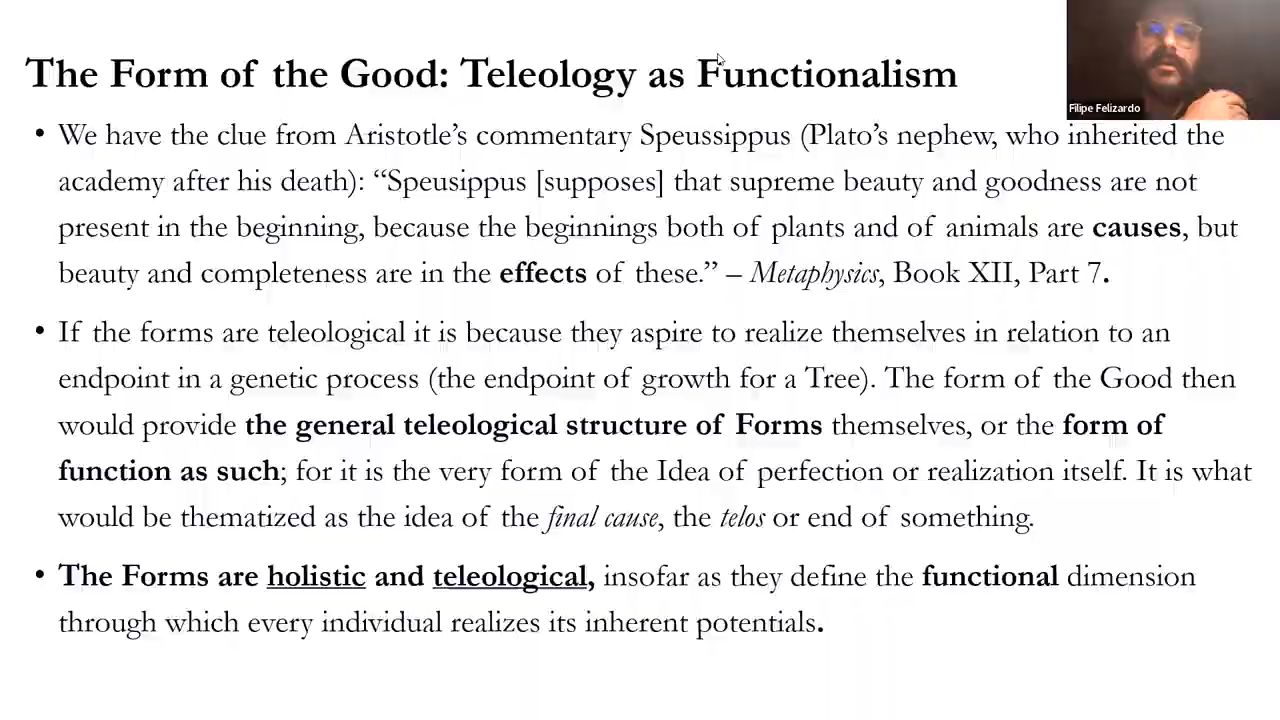 The Form of the Good: Teleology as Functionalism
Filipe Felizardo
• We have the clue from Aristotle’s commentary Speussippus (Plato’s nephew, who inherited the
academy after his death): “Speusippus [supposes] that supreme beauty and goodness are not
present in the beginning, because the beginnings both of plants and of animals are causes, but
beauty and completeness are in the effects of these.” – Metaphysics, Book XII, Part 7.
• If the forms are teleological it is because they aspire to realize themselves in relation to an
endpoint in a genetic process (the endpoint of growth for a Tree). The form of the Good then
would provide the general teleological structure of Forms themselves, or the form of
function as such; for it is the very form of the Idea of perfection or realization itself. It is what
would be thematized as the idea of the final cause, the telos or end of something.
• The Forms are holistic and teleological, insofar as they define the functional dimension
through which every individual realizes its inherent potentials.